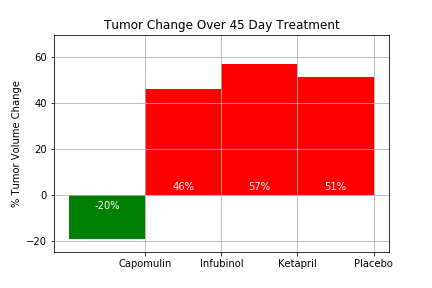 Tumor Change Over 45 Day Treatment
% Tumor Volume Change
60
40
20
0
−20
-20%
46%
57%
51%
Capomulin
Infubinol
Ketapril
Placebo